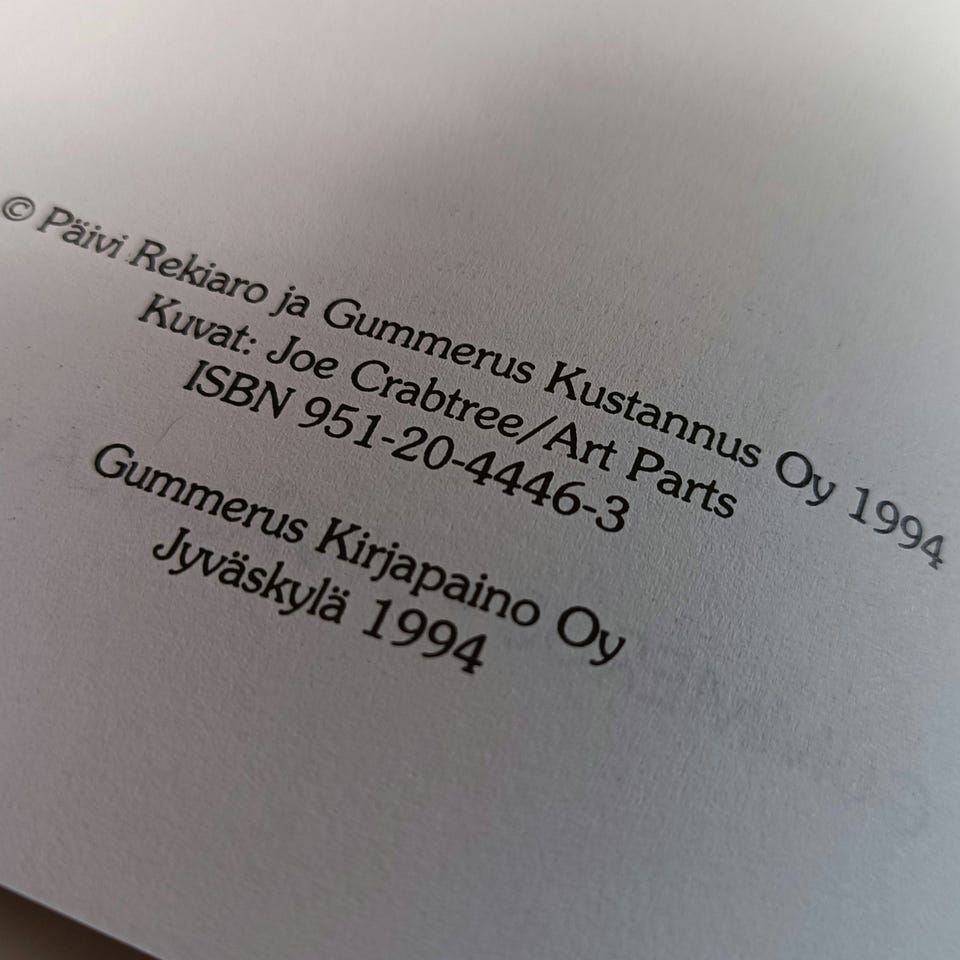 © Päivi Rekiaro ja Gummerus Kustannus Oy 1994
Kuvat: Joe Crabtree/Art Parts
ISBN 951-20-4446-3
Gummerus Kirjapaino Oy
Jyväskylä 1994